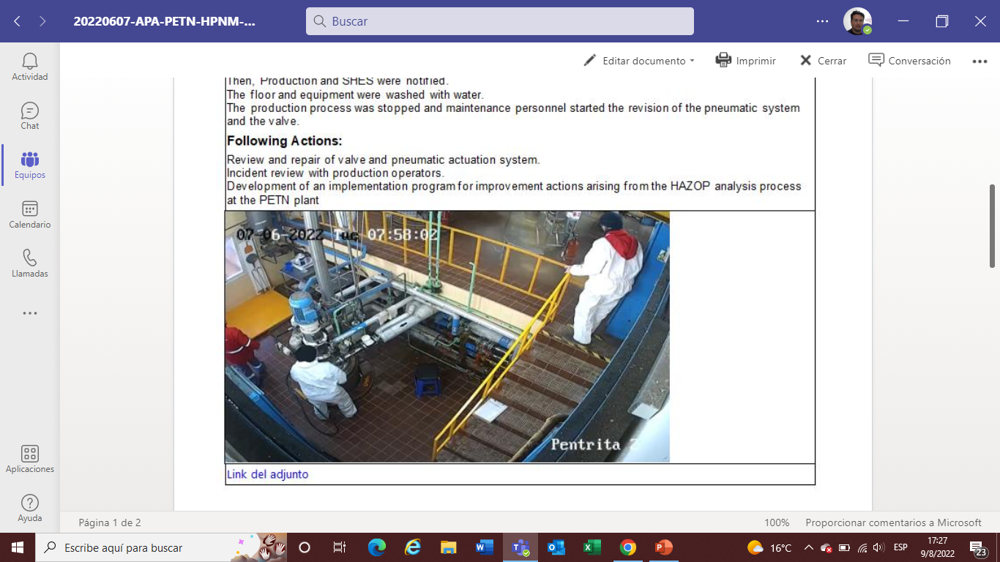 20220607-APA-PETN-HPNM-...
Buscar
Actividad
Chat
Equipos
Calendario
Llamadas
Aplicaciones
Ayuda
Editar documento
Imprimir
Cerrar
Conversación
Then, Production and SHES were notified.
The floor and equipment were washed with water.
The production process was stopped and maintenance personnel started the revision of the pneumatic system
and the valve.
Following Actions:
Review and repair of valve and pneumatic actuation system.
Incident review with production operators.
Development of an implementation program for improvement actions arising from the HAZOP analysis process
at the PETN plant
07-06-2022 Tue 07:58:02
Pentrita 2
Link del adjunto
Página 1 de 2
100%
Proporcionar comentarios a Microsoft
Escribe aquí para buscar
16°C
ESP
17:27
9/8/2022
23